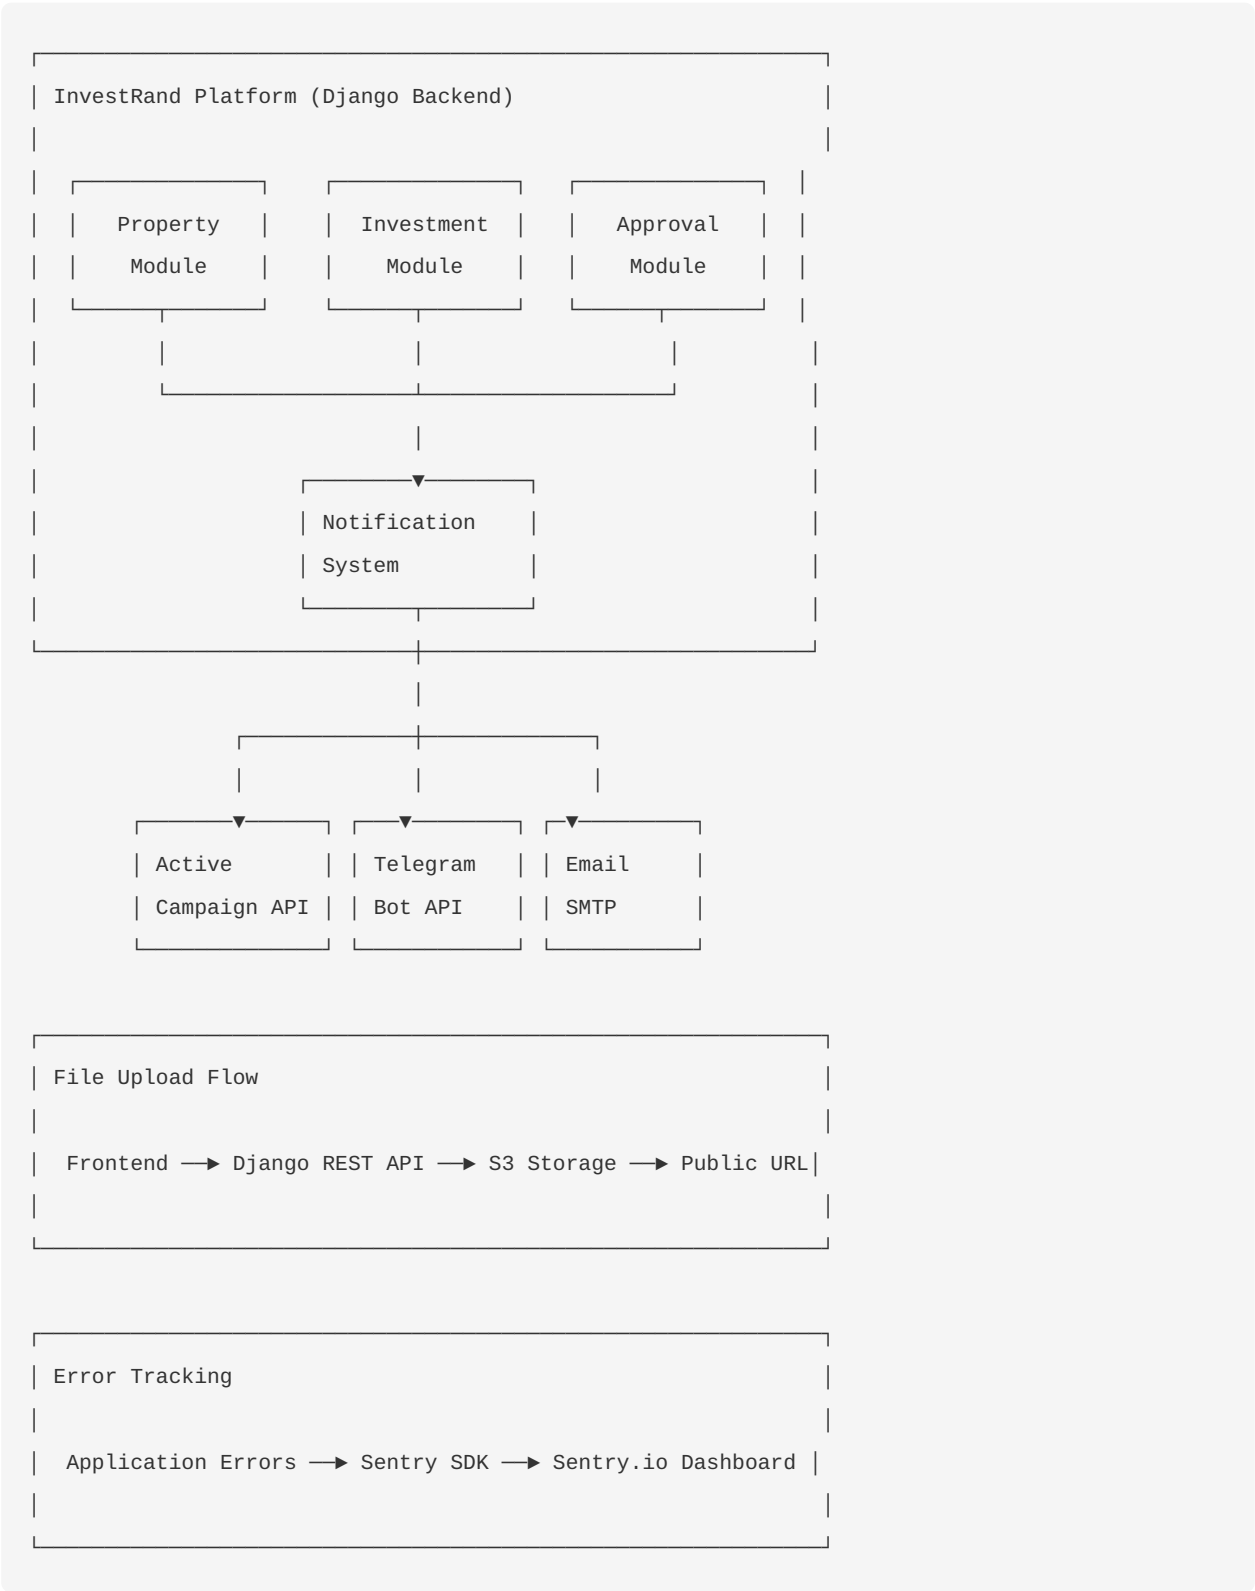 InvestRand Platform (Django Backend)
Property Investment Approval
Module Module Module
Notification
System
Active Telegram Email
Campaign API Bot API SMTP
File Upload Flow
Frontend ──► Django REST API ──► S3 Storage ──► Public URL
Error Tracking
Application Errors ──► Sentry SDK ──► Sentry.io Dashboard